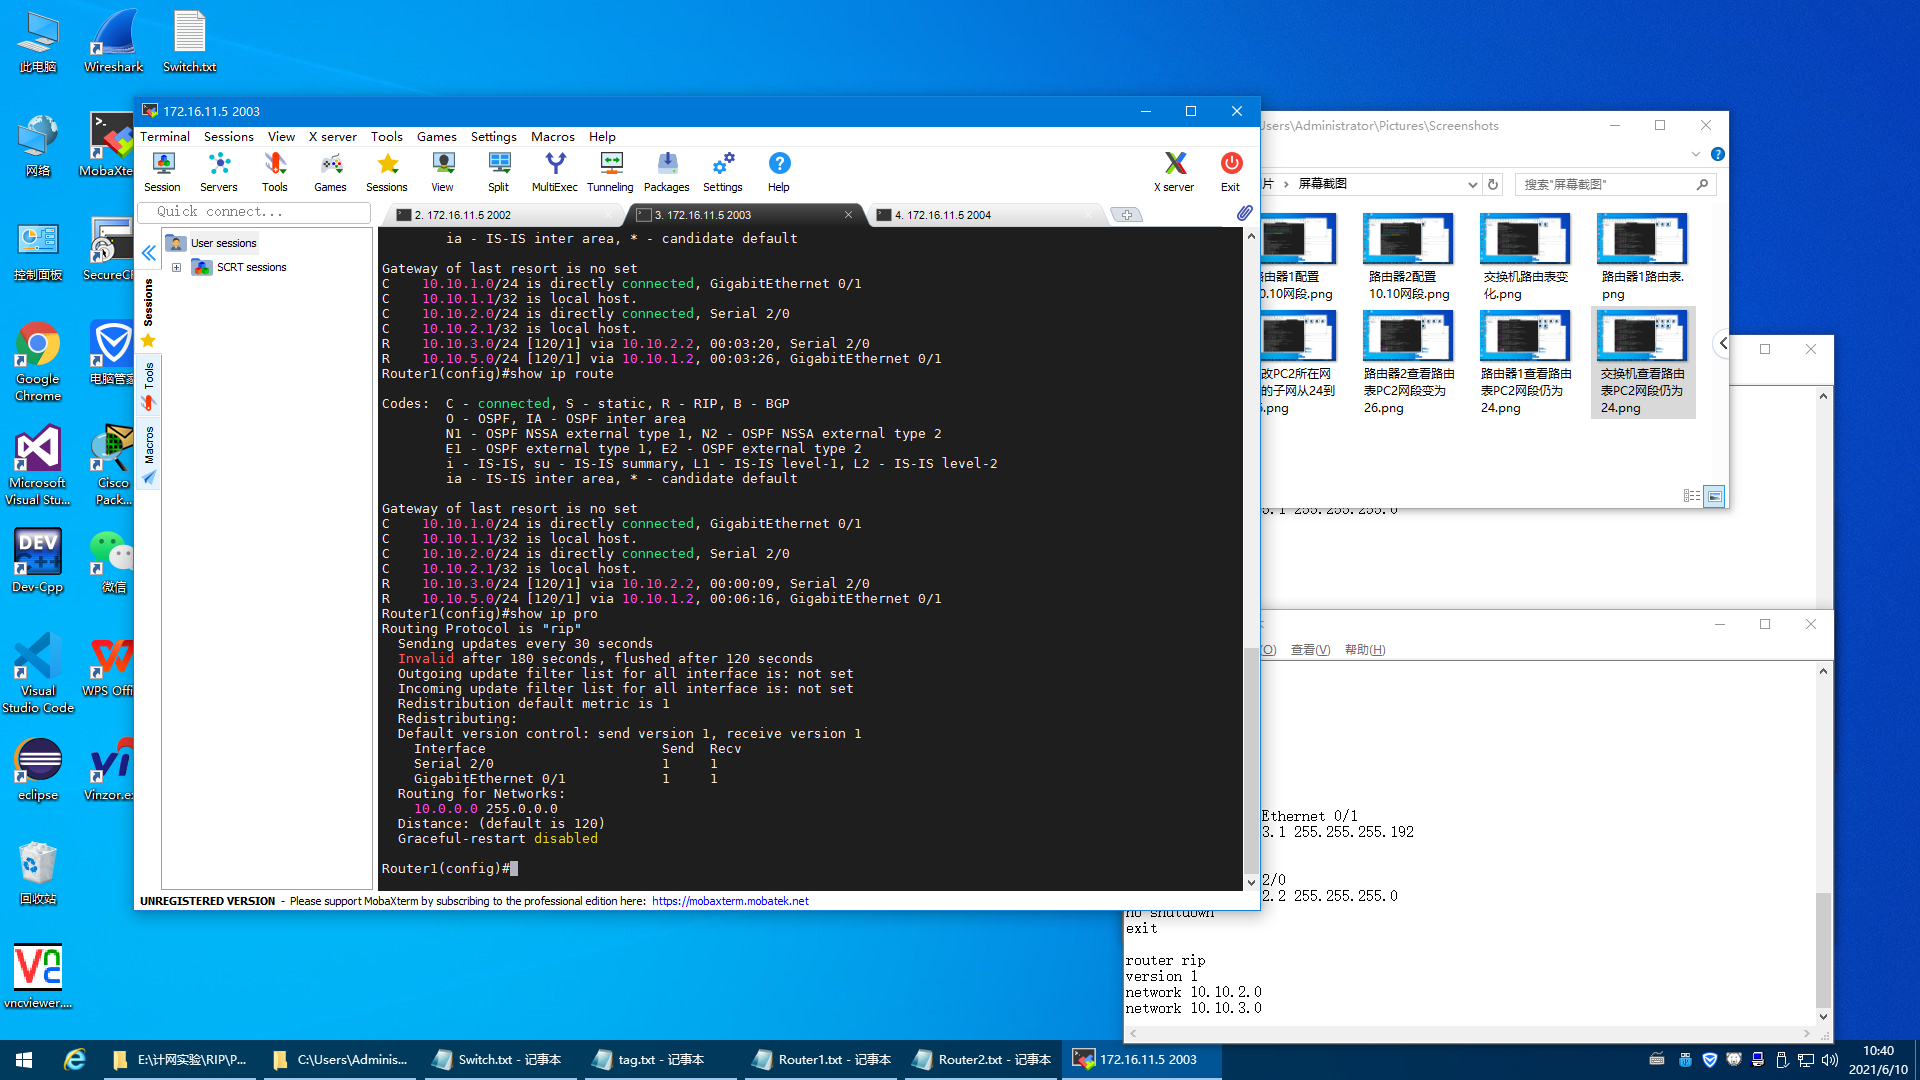 此电脑
Wireshark
Switch.txt
网络
MobaXte
控制面板
SecureC
Google
Chrome
电脑管家
Microsoft
Visual Stu...
Cisco
Pack...
Dev-Cpp
微信
Visual
Studio Code
WPS Offi
eclipse
Vinzor.ex
回收站
vncviewer....
172.16.11.5 2003
Terminal Sessions View X server Tools Games Settings Macros Help
Session Servers Tools Games Sessions View Split MultiExec Tunneling Packages Settings Help X server Exit
Quick connect...
2. 172.16.11.5 2002
3. 172.16.11.5 2003
4. 172.16.11.5 2004
User sessions
SCRT sessions
Sessions
Tools
Macros
ia - IS-IS inter area, * - candidate default
Gateway of last resort is no set
C 10.10.1.0/24 is directly connected, GigabitEthernet 0/1
C 10.10.1.1/32 is local host.
C 10.10.2.0/24 is directly connected, Serial 2/0
C 10.10.2.1/32 is local host.
R 10.10.3.0/24 [120/1] via 10.10.2.2, 00:03:20, Serial 2/0
R 10.10.5.0/24 [120/1] via 10.10.1.2, 00:03:26, GigabitEthernet 0/1
Router1(config)#show ip route
Codes: C - connected, S - static, R - RIP, B - BGP
O - OSPF, IA - OSPF inter area
N1 - OSPF NSSA external type 1, N2 - OSPF NSSA external type 2
E1 - OSPF external type 1, E2 - OSPF external type 2
i - IS-IS, su - IS-IS summary, L1 - IS-IS level-1, L2 - IS-IS level-2
ia - IS-IS inter area, * - candidate default
Gateway of last resort is no set
C 10.10.1.0/24 is directly connected, GigabitEthernet 0/1
C 10.10.1.1/32 is local host.
C 10.10.2.0/24 is directly connected, Serial 2/0
C 10.10.2.1/32 is local host.
R 10.10.3.0/24 [120/1] via 10.10.2.2, 00:00:09, Serial 2/0
R 10.10.5.0/24 [120/1] via 10.10.1.2, 00:06:16, GigabitEthernet 0/1
Router1(config)#show ip pro
Routing Protocol is "rip"
Sending updates every 30 seconds
Invalid after 180 seconds, flushed after 120 seconds
Outgoing update filter list for all interface is: not set
Incoming update filter list for all interface is: not set
Redistribution default metric is 1
Redistributing:
Default version control: send version 1, receive version 1
Interface Send Recv
Serial 2/0 1 1
GigabitEthernet 0/1 1 1
Routing for Networks:
10.0.0.0 255.0.0.0
Distance: (default is 120)
Graceful-restart disabled
Router1(config)#
UNREGISTERED VERSION - Please support MobaXterm by subscribing to the professional edition here: https://mobaxterm.mobatek.net
sers\Administrator\Pictures\Screenshots
片 › 屏幕截图
搜索"屏幕截图"
由器1配置
0.10网段.png
路由器2配置
10.10网段.png
交换机路由表变
化.png
路由器1路由表.
png
改PC2所在网
的子网从24到
.png
路由器2查看路由
表PC2网段变为
26.png
路由器1查看路由
表PC2网段仍为
24.png
交换机查看路由
表PC2网段仍为
24.png
5.1 255.255.255.0
(O) 查看(V) 帮助(H)
Ethernet 0/1
3.1 255.255.255.192
2/0
2.2 255.255.255.0
no shutdown
exit
router rip
version 1
network 10.10.2.0
network 10.10.3.0
E:\计网实验\RIP\P...
C:\Users\Adminis...
Switch.txt - 记事本
tag.txt - 记事本
Router1.txt - 记事本
Router2.txt - 记事本
172.16.11.5 2003
10:40
2021/6/10